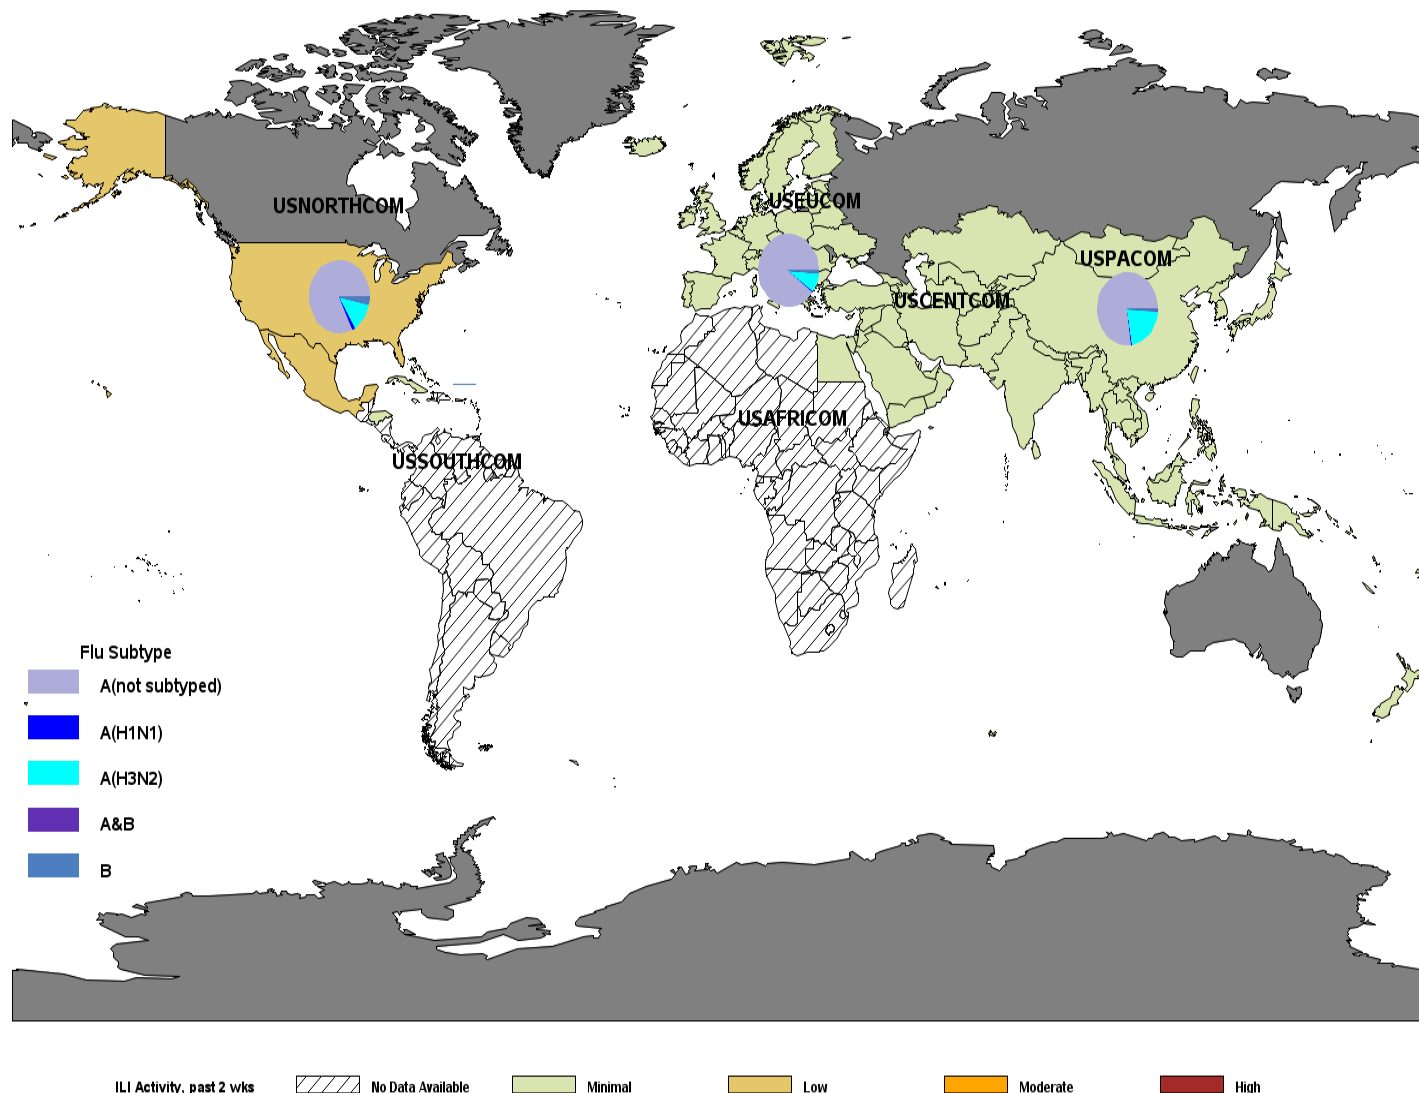 USNORTHCOM
USEUCOM
USPACOM
USCENTCOM
USAFRICOM
USSOUTHCOM
Flu Subtype
A(not subtyped)
A(H1N1)
A(H3N2)
A&B
B
ILI Activity, past 2 wks No Data Available Minimal Low Moderate High